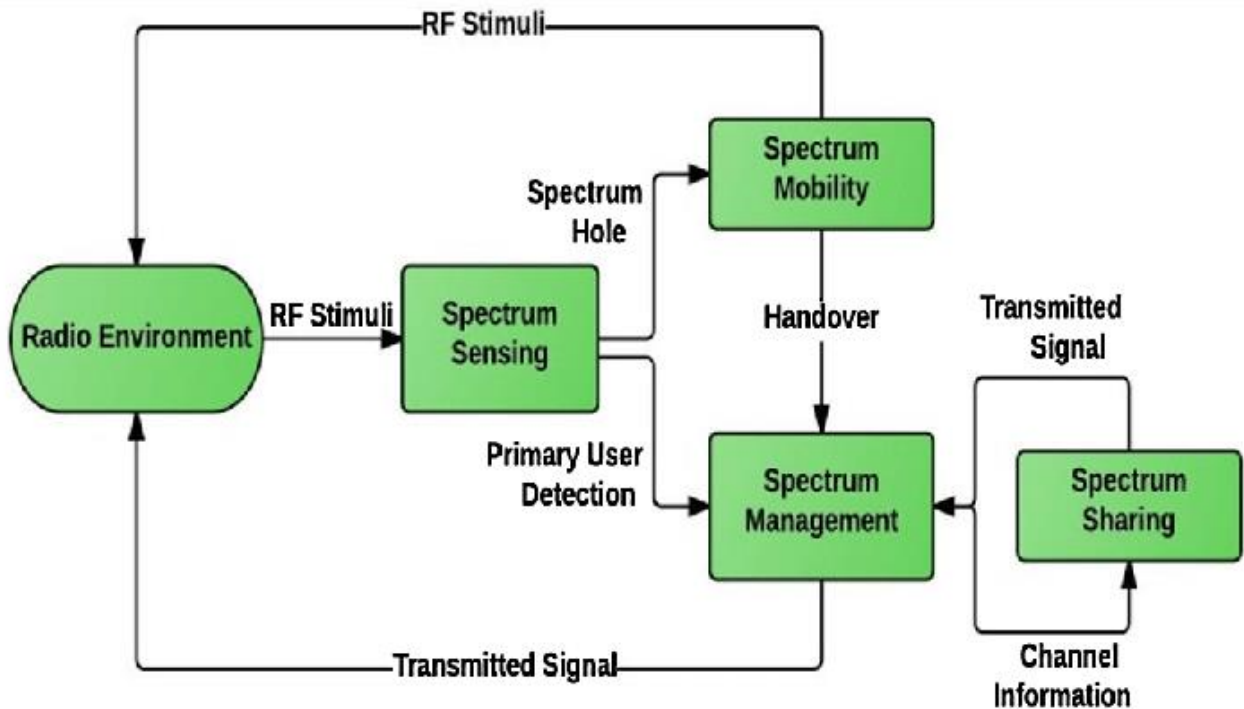 RF Stimuli
Spectrum
Mobility
Spectrum
Hole
Radio Environment
RF Stimuli
Spectrum
Sensing
Handover
Transmitted
Signal
Primary User
Detection
Spectrum
Management
Spectrum
Sharing
Transmitted Signal
Channel
Information